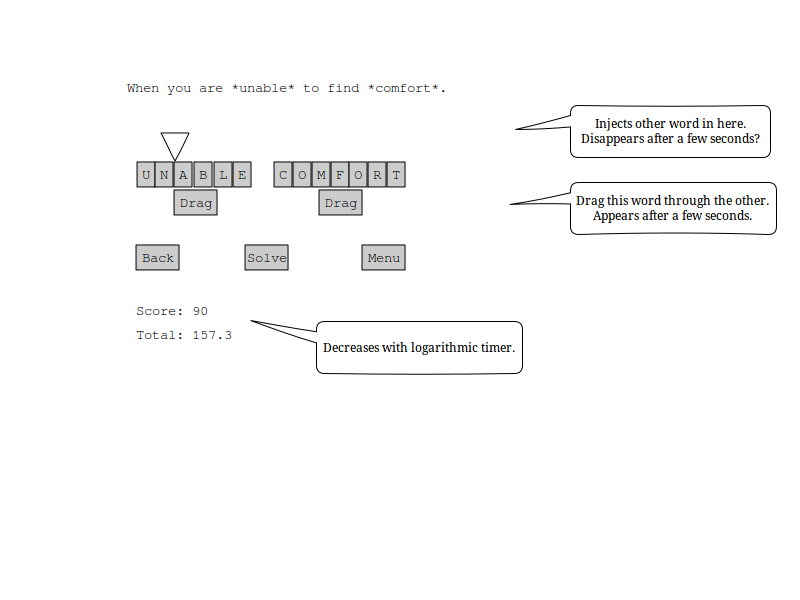 When you are *unable* to find *comfort*.
Injects other word in here.
Disappears after a few seconds?
U N A B L E C O M F O R T
Drag Drag
Drag this word through the other.
Appears after a few seconds.
Back Solve Menu
Score: 90
Total: 157.3
Decreases with logarithmic timer.